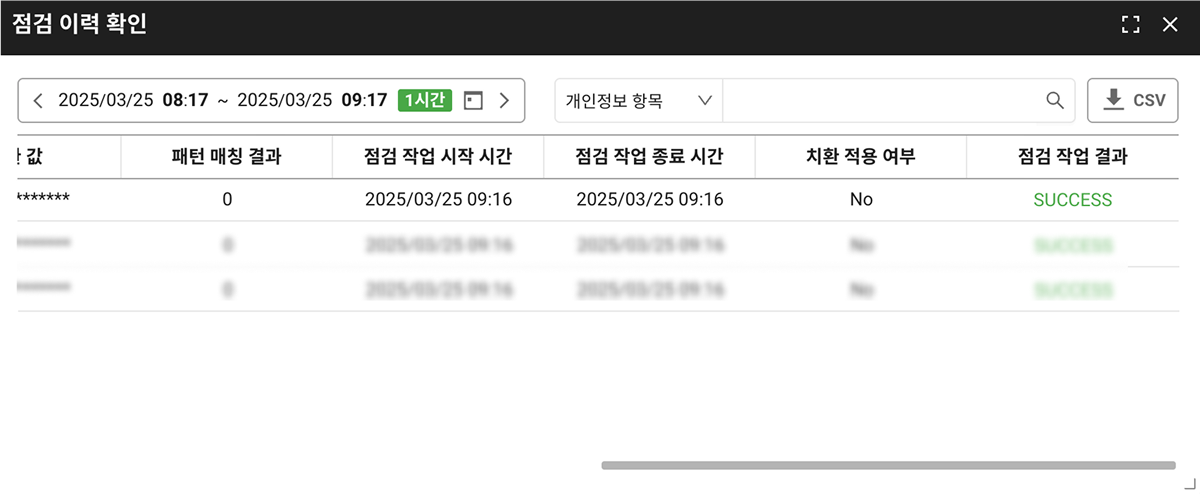 점검 이력 확인
2025/03/25 08:17 ~ 2025/03/25 09:17 1시간 개인정보 항목 CSV
값 패턴 매칭 결과 점검 작업 시작 시간 점검 작업 종료 시간 치환 적용 여부 점검 작업 결과
******* 0 2025/03/25 09:16 2025/03/25 09:16 No SUCCESS
******* 0 2025/03/25 09:16 2025/03/25 09:16 No SUCCESS
******* 0 2025/03/25 09:16 2025/03/25 09:16 No SUCCESS